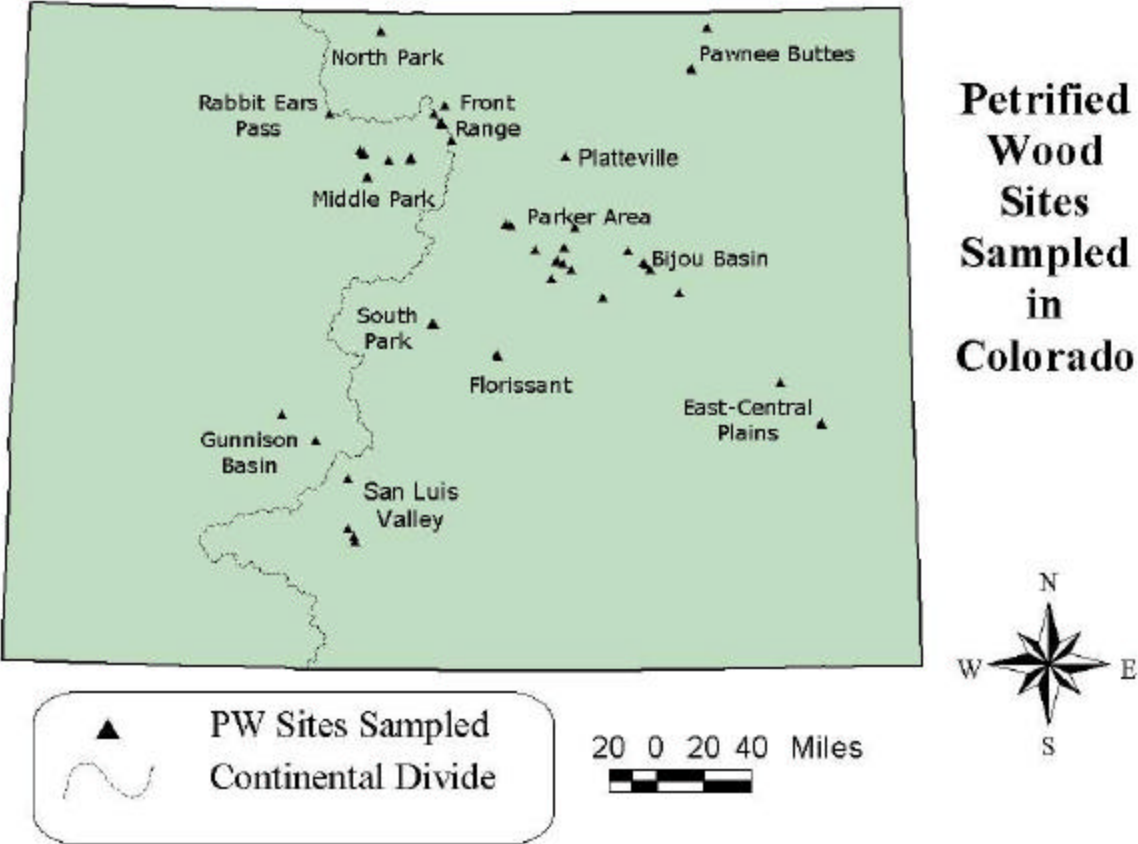 North Park
Pawnee Buttes
Rabbit Ears
Pass
Front
Range
Platteville
Middle Park
Parker Area
Bijou Basin
South
Park
Florissant
East-Central
Plains
Gunnison
Basin
San Luis
Valley
Petrified
Wood
Sites
Sampled
in
Colorado
N
W
E
S
PW Sites Sampled
Continental Divide
20 0 20 40 Miles